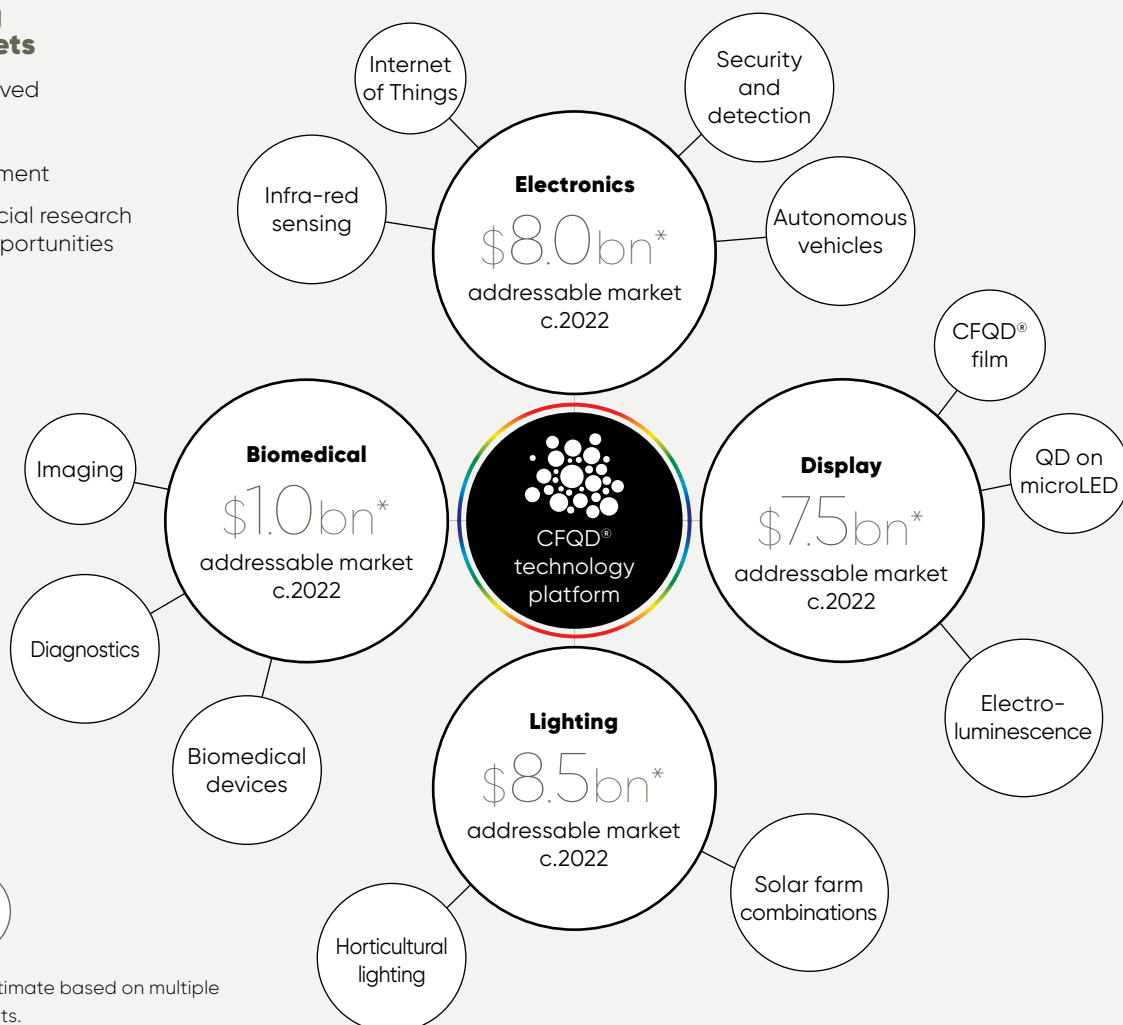 ets
ved
ment
cial research
portunities
Internet
of Things
Security
and
detection
Infra-red
sensing
Autonomous
vehicles
Electronics
$8.0bn*
addressable market
c.2022
CFQD®
film
QD on
microLED
Electro-
luminescence
Display
$7.5bn*
addressable market
c.2022
Imaging
Diagnostics
Biomedical
devices
Biomedical
$1.0bn*
addressable market
c.2022
CFQD®
technology
platform
Lighting
$8.5bn*
addressable market
c.2022
Horticultural
lighting
Solar farm
combinations
timate based on multiple
ts.